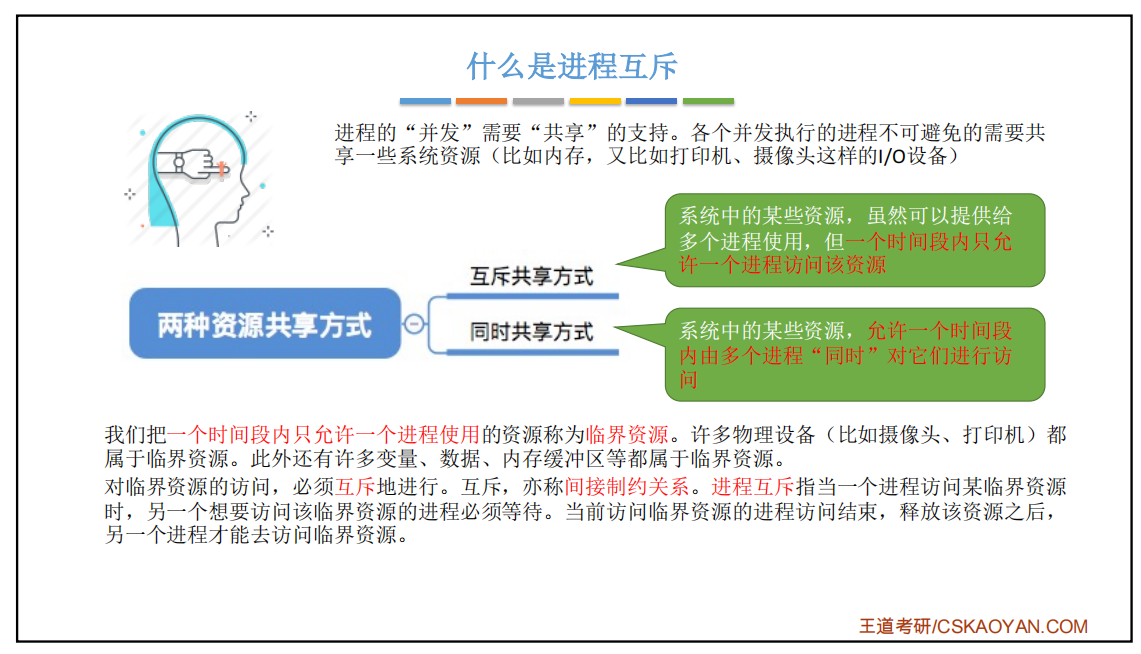 什么是进程互斥
进程的“并发”需要“共享”的支持。各个并发执行的进程不可避免的需要共
享一些系统资源（比如内存，又比如打印机、摄像头这样的I/O设备）
系统中的某些资源，虽然可以提供给
多个进程使用，但一个时间段内只允
许一个进程访问该资源
互斥共享方式
两种资源共享方式
同时共享方式
系统中的某些资源，允许一个时间段
内由多个进程“同时”对它们进行访
问
我们把一个时间段内只允许一个进程使用的资源称为临界资源。许多物理设备（比如摄像头、打印机）都
属于临界资源。此外还有许多变量、数据、内存缓冲区等都属于临界资源。
对临界资源的访问，必须互斥地进行。互斥，亦称间接制约关系。进程互斥指当一个进程访问某临界资源
时，另一个想要访问该临界资源的进程必须等待。当前访问临界资源的进程访问结束，释放该资源之后，
另一个进程才能去访问临界资源。
王道考研/CSKAOYAN.COM